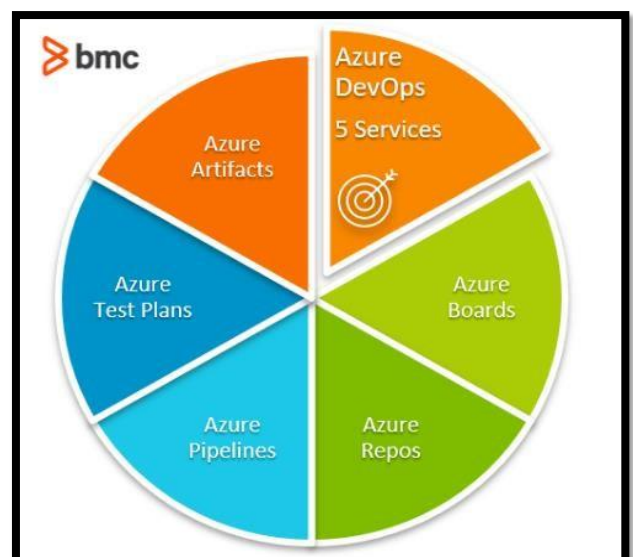 bmc
Azure
DevOps
5 Services
Azure
Boards
Azure
Repos
Azure
Pipelines
Azure
Test Plans
Azure
Artifacts